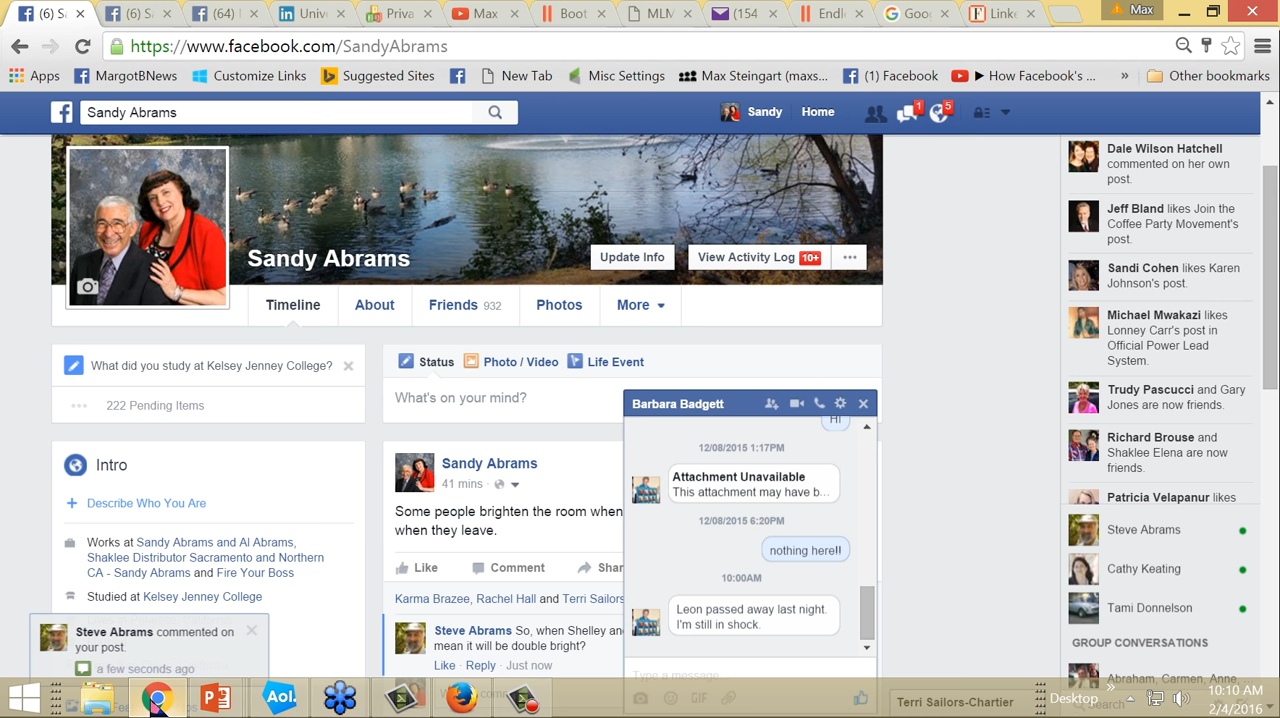 (6) S
(6) S
(64)
Univ
Priva
Max
Boot
MLM
(154
Endl
Goo
Linke
Max
https://www.facebook.com/SandyAbrams
Apps
MargotBNews
Customize Links
Suggested Sites
New Tab
Misc Settings
Max Steingart (maxs...
(1) Facebook
► How Facebook's ...
»
Other bookmarks
Sandy Abrams
Sandy
Home
1
5
Sandy Abrams
Update Info
View Activity Log 10+
...
Timeline
About
Friends 932
Photos
More
What did you study at Kelsey Jenney College?
222 Pending Items
Intro
Describe Who You Are
Works at Sandy Abrams and Al Abrams,
Shaklee Distributor Sacramento and Northern
CA - Sandy Abrams and Fire Your Boss
Studied at Kelsey Jenney College
Steve Abrams commented on
your post.
a few seconds ago
Status
Photo / Video
Life Event
What's on your mind?
Sandy Abrams
41 mins
Some people brighten the room when
when they leave.
Like
Comment
Shar
Karma Brazee, Rachel Hall and Terri Sailors
Steve Abrams So, when Shelley and
mean it will be double bright?
Like · Reply · Just now
Barbara Badgett
Hi
12/08/2015 1:17PM
Attachment Unavailable
This attachment may have b...
12/08/2015 6:20PM
nothing here!!
10:00AM
Leon passed away last night.
I'm still in shock.
Type a message
GIF
Dale Wilson Hatchell
commented on her own
post.
Jeff Bland likes Join the
Coffee Party Movement's
post.
Sandi Cohen likes Karen
Johnson's post.
Michael Mwakazi likes
Lonney Carr's post in
Official Power Lead
System.
Trudy Pascucci and Gary
Jones are now friends.
Richard Brouse and
Shaklee Elena are now
friends.
Patricia Velapanur likes
Steve Abrams
Cathy Keating
Tami Donnelson
GROUP CONVERSATIONS
Abraham, Carmen, Anne,
Search
Aol.
Terri Sailors-Chartier
Desktop
»
10:10 AM
2/4/2016